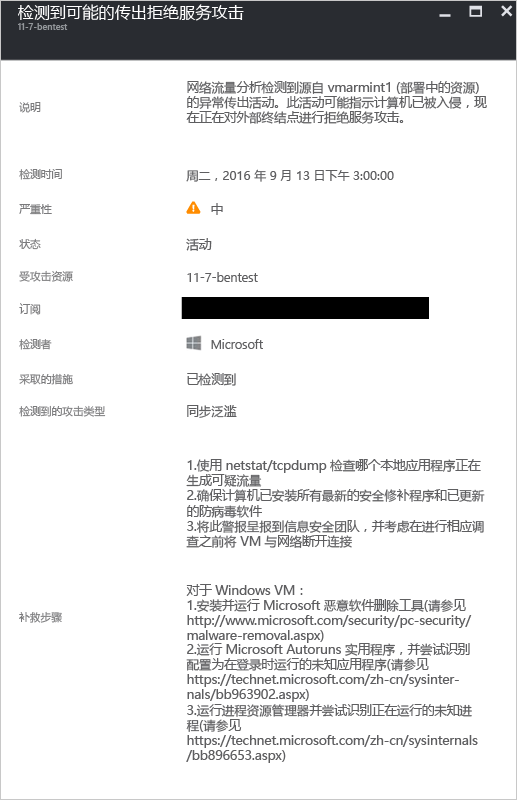 检测到可能的传出拒绝服务攻击
11-7-bentest
说明
网络流量分析检测到源自 vmarmint1 (部署中的资源)
的异常传出活动。此活动可能指示计算机已被入侵，现
在正在对外部终结点进行拒绝服务攻击。
检测时间
周二，2016 年 9 月 13 日下午 3:00:00
严重性
中
状态
活动
受攻击资源
11-7-bentest
订阅
检测者
Microsoft
采取的措施
已检测到
检测到的攻击类型
同步泛滥
补救步骤
1.使用 netstat/tcpdump 检查哪个本地应用程序正在
生成可疑流量
2.确保计算机已安装所有最新的安全修补程序和已更新
的防病毒软件
3.将此警报呈报到信息安全团队，并考虑在进行相应调
查之前将 VM 与网络断开连接
对于 Windows VM：
1.安装并运行 Microsoft 恶意软件删除工具(请参见
http://www.microsoft.com/security/pc-security/
malware-removal.aspx)
2.运行 Microsoft Autoruns 实用程序，并尝试识别
配置为在登录时运行的未知应用程序(请参见
https://technet.microsoft.com/zh-cn/sysinter-
nals/bb963902.aspx)
3.运行进程资源管理器并尝试识别正在运行的未知进
程(请参见
https://technet.microsoft.com/zh-cn/sysinternals
/bb896653.aspx)